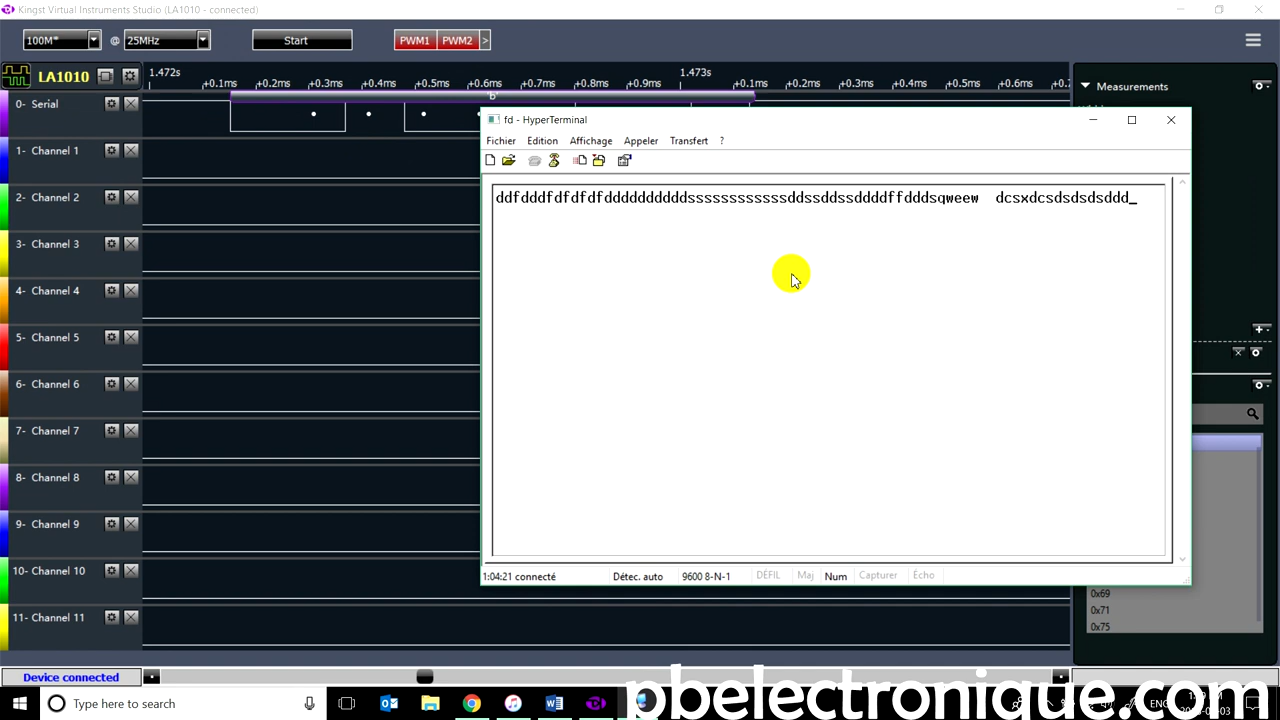 Kingst Virtual Instruments Studio (LA1010 - connected)
100M* @ 25MHz Start PWM1 PWM2 >
LA1010
1.472s +0.1ms +0.2ms +0.3ms +0.4ms +0.5ms +0.6ms +0.7ms +0.8ms +0.9ms 1.473s +0.1ms +0.2ms +0.3ms +0.4ms +0.5ms +0.6ms
Measurements
0- Serial
1- Channel 1
2- Channel 2
3- Channel 3
4- Channel 4
5- Channel 5
6- Channel 6
7- Channel 7
8- Channel 8
9- Channel 9
10- Channel 10
11- Channel 11
fd - HyperTerminal
Fichier Edition Affichage Appeler Transfert ?
ddfdddfdfdfdfddddddddddssssssssssssddssddssddddffdddsqweew dcsxdcsdsdsdsddd_
1:04:21 connecté Détec. auto 9600 8-N-1 DÉFIL Maj Num Capturer Écho
0x69
0x71
0x75
Device connected
Type here to search
pbelectronique.com
ENG